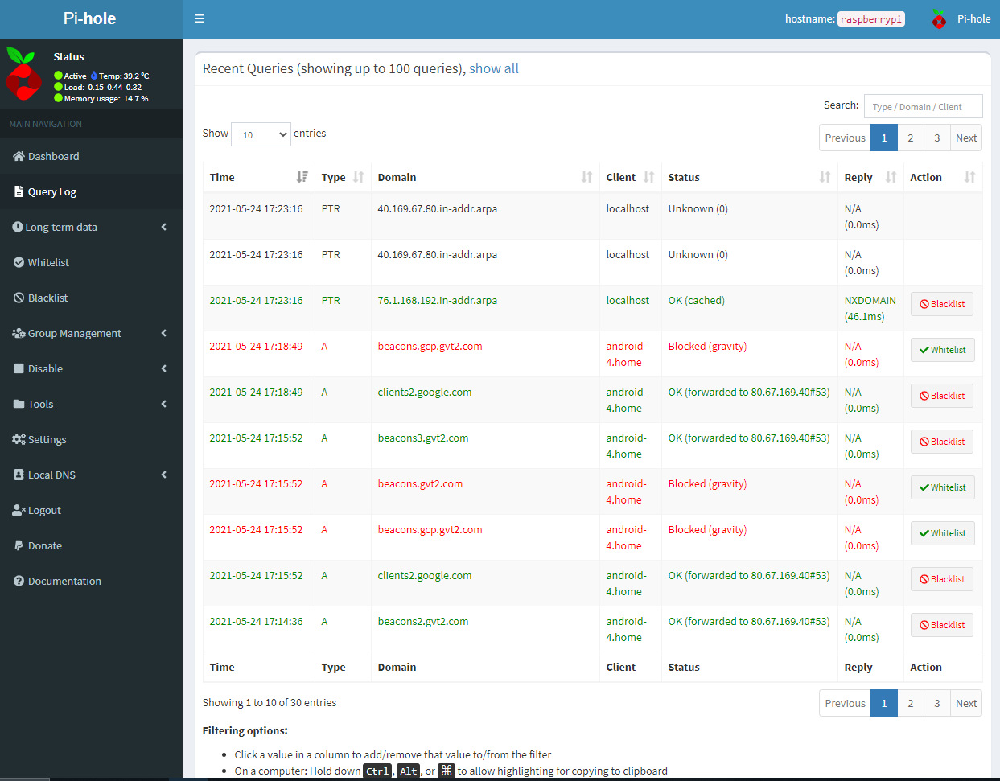 Pi-hole
hostname: raspberrypi
Pi-hole
Status
Active Temp: 39.2 °C
Load: 0.15 0.44 0.32
Memory usage: 14.7 %
MAIN NAVIGATION
Dashboard
Query Log
Long-term data
Whitelist
Blacklist
Group Management
Disable
Tools
Settings
Local DNS
Logout
Donate
Documentation
Recent Queries (showing up to 100 queries), show all
Search: Type / Domain / Client
Show 10 entries
Previous 1 2 3 Next
Time Type Domain Client Status Reply Action
2021-05-24 17:23:16 PTR 40.169.67.80.in-addr.arpa localhost Unknown (0) N/A
(0.0ms)
2021-05-24 17:23:16 PTR 40.169.67.80.in-addr.arpa localhost Unknown (0) N/A
(0.0ms)
2021-05-24 17:23:16 PTR 76.1.168.192.in-addr.arpa localhost OK (cached) NXDOMAIN Blacklist
(46.1ms)
2021-05-24 17:18:49 A beacons.gcp.gvt2.com android- Blocked (gravity) N/A Whitelist
4.home (0.0ms)
2021-05-24 17:18:49 A clients2.google.com android- OK (forwarded to 80.67.169.40#53) N/A Blacklist
4.home (0.0ms)
2021-05-24 17:15:52 A beacons3.gvt2.com android- OK (forwarded to 80.67.169.40#53) N/A Blacklist
4.home (0.0ms)
2021-05-24 17:15:52 A beacons.gvt2.com android- Blocked (gravity) N/A Whitelist
4.home (0.0ms)
2021-05-24 17:15:52 A beacons.gcp.gvt2.com android- Blocked (gravity) N/A Whitelist
4.home (0.0ms)
2021-05-24 17:15:52 A clients2.google.com android- OK (forwarded to 80.67.169.40#53) N/A Blacklist
4.home (0.0ms)
2021-05-24 17:14:36 A beacons2.gvt2.com android- OK (forwarded to 80.67.169.40#53) N/A Blacklist
4.home (0.0ms)
Time Type Domain Client Status Reply Action
Showing 1 to 10 of 30 entries
Previous 1 2 3 Next
Filtering options:
• Click a value in a column to add/remove that value to/from the filter
• On a computer: Hold down Ctrl, Alt, or ⌘ to allow highlighting for copying to clipboard